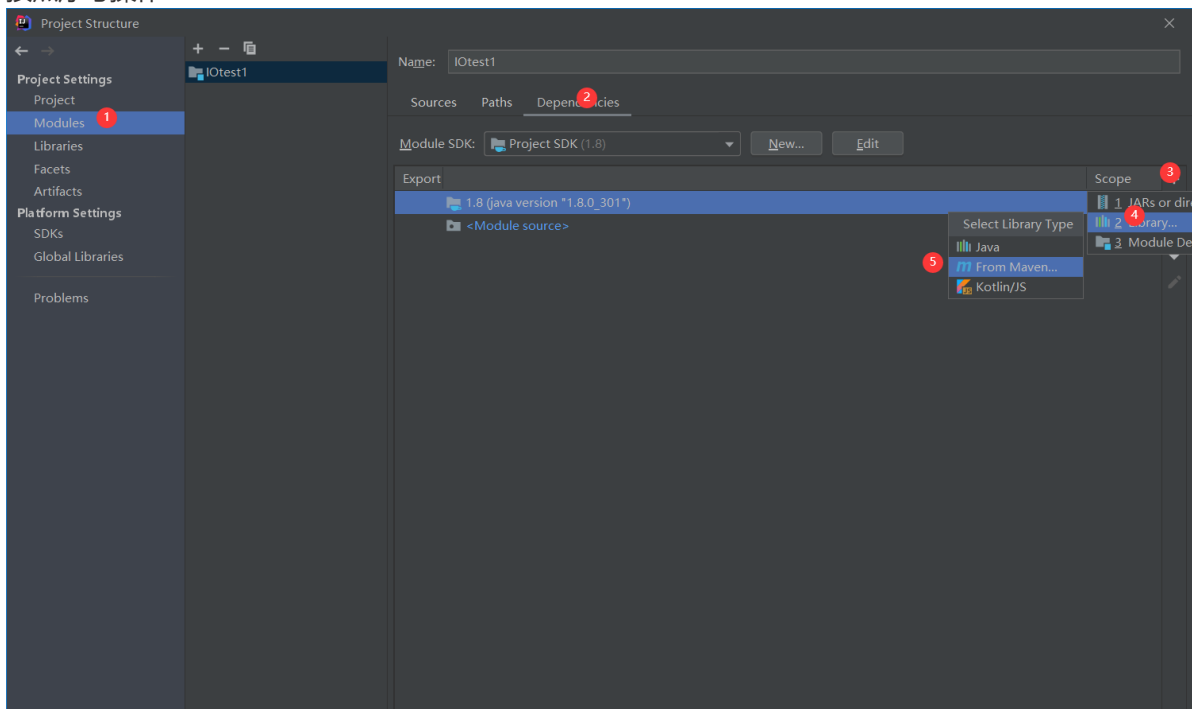 Project Structure
Name: IOtest1
IOtest1
Project Settings
Project
Modules 1
Libraries
Facets
Artifacts
Platform Settings
SDKs
Global Libraries
Problems
Sources Paths Dependencies 2
Module SDK: Project SDK (1.8) New... Edit
Export Scope 3
1.8 (java version "1.8.0_301")
<Module source>
1 JARs or dire
2 Library... 4
3 Module De
Select Library Type
Java
5 From Maven...
Kotlin/JS